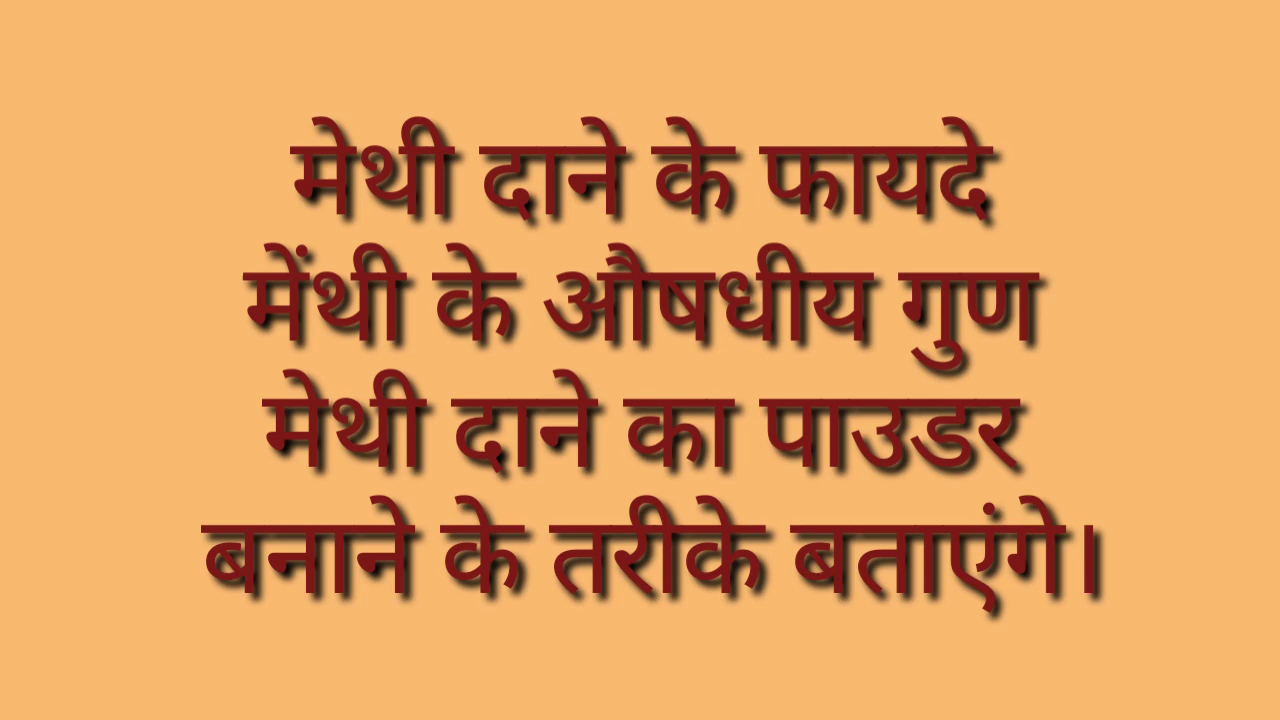 मेथी दाने के फायदे
मेंथी के औषधीय गुण
मेथी दाने का पाउडर
बनाने के तरीके बताएंगे।